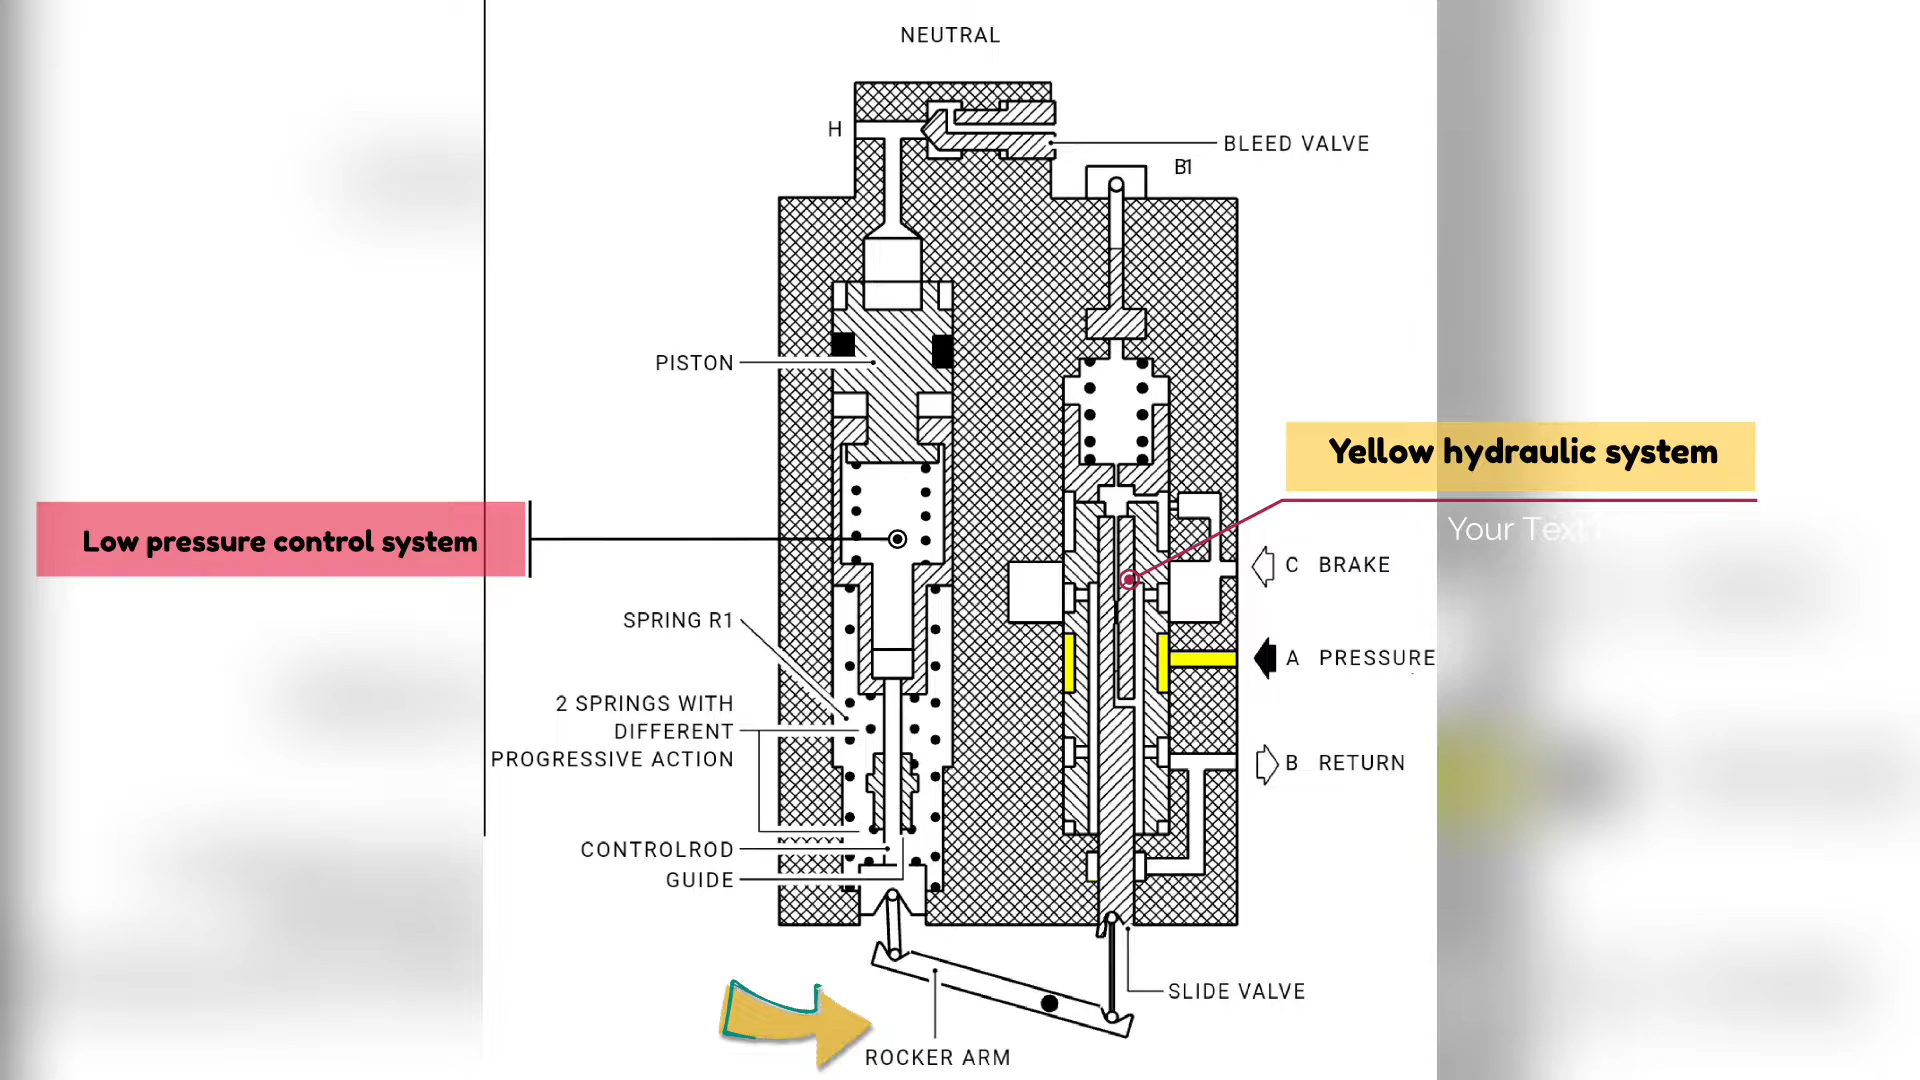 NEUTRAL
H
BLEED VALVE
B1
PISTON
Yellow hydraulic system
Low pressure control system
Your Text
C BRAKE
SPRING R1
A PRESSURE
2 SPRINGS WITH
DIFFERENT
PROGRESSIVE ACTION
B RETURN
CONTROLROD
GUIDE
SLIDE VALVE
ROCKER ARM